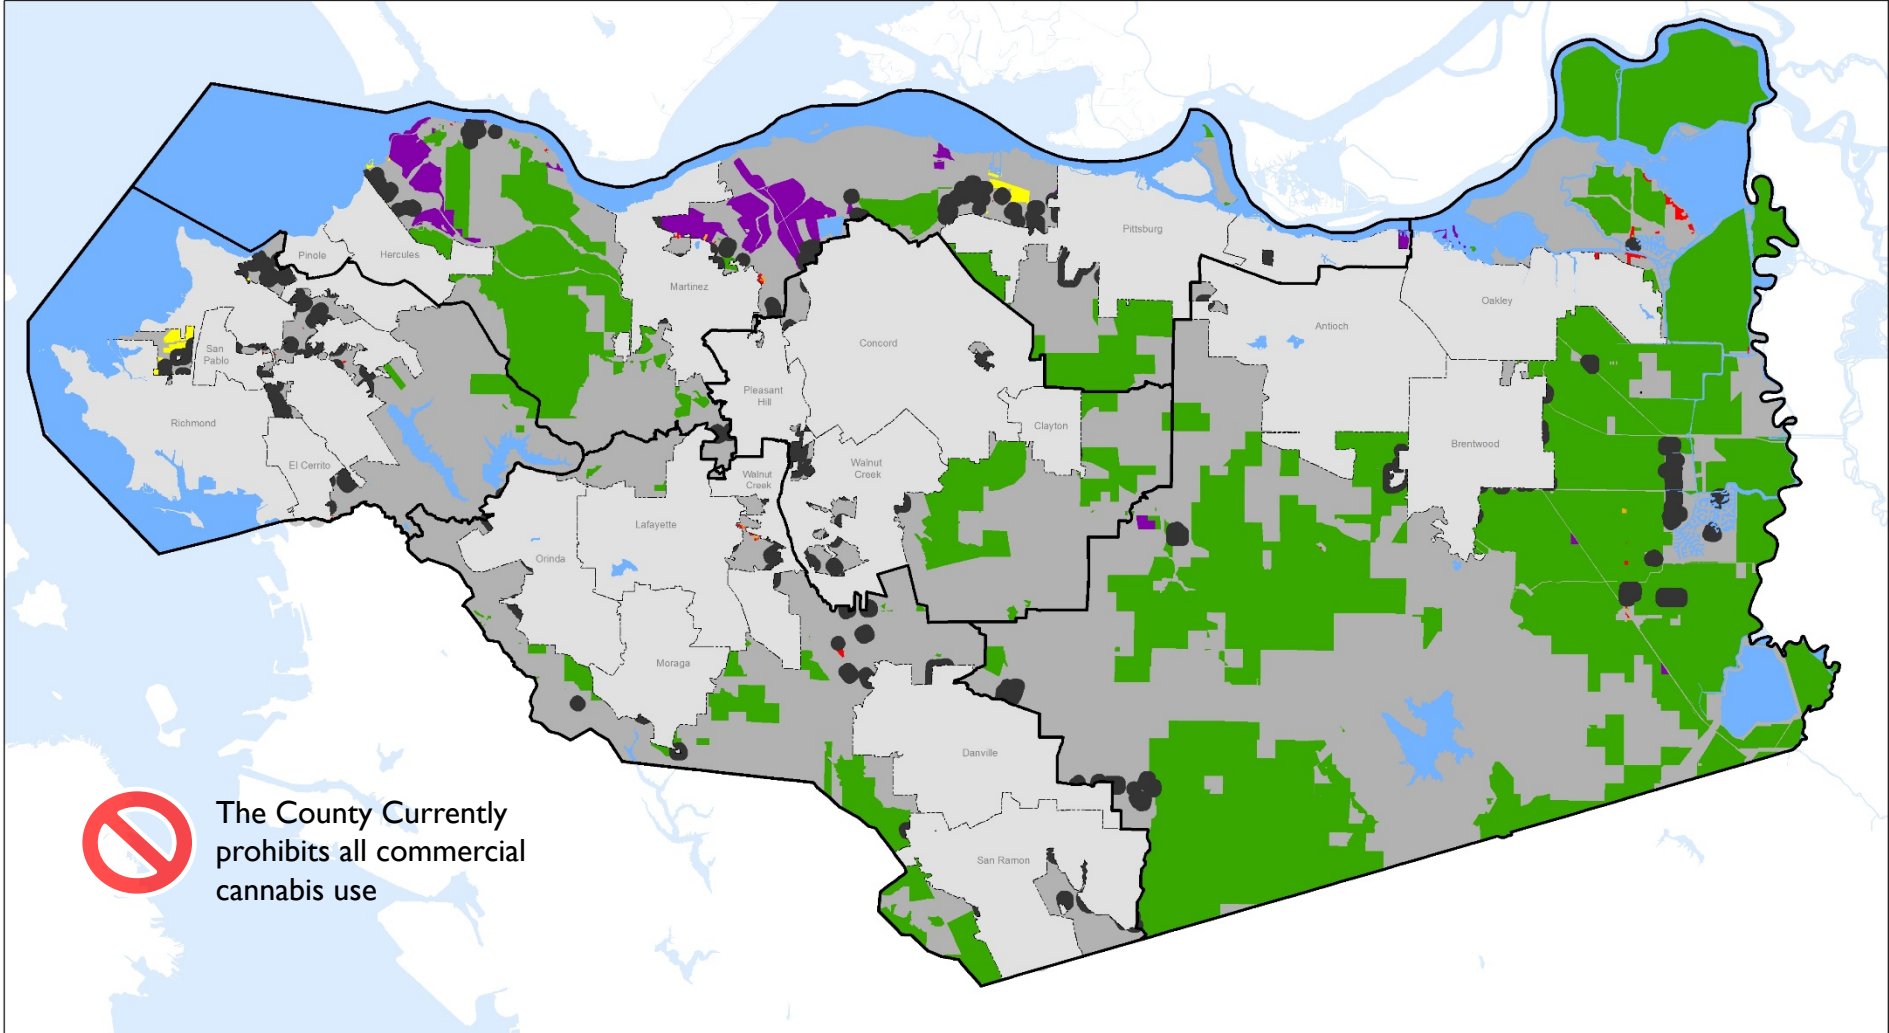 Pittsburg
Pinole
Hercules
Martinez
Oakley
Antioch
Concord
San
Pablo
Pleasant
Hill
Richmond
Clayton
Brentwood
El Cerrito
Walnut
Creek
Walnut
Creek
Lafayette
Orinda
Moraga
Danville
San Ramon
The County Currently
prohibits all commercial
cannabis use